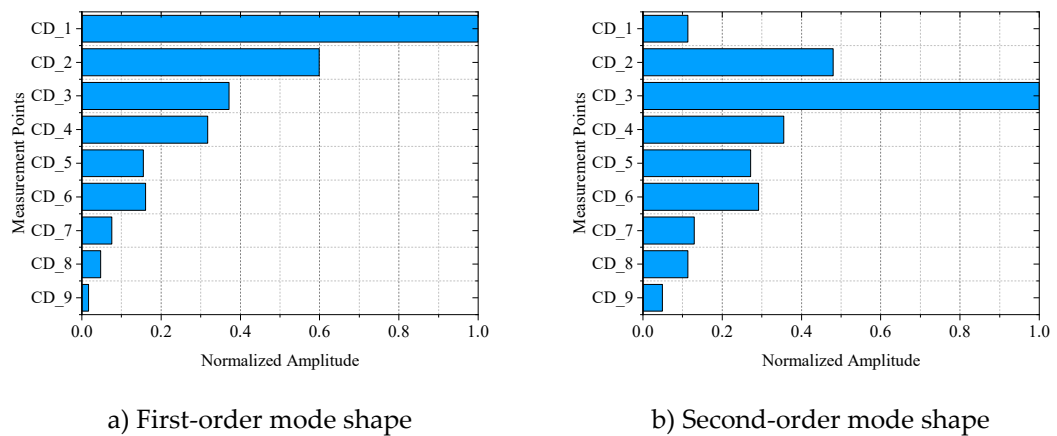 Measurement Points
CD_1
CD_2
CD_3
CD_4
CD_5
CD_6
CD_7
CD_8
CD_9
0.0 0.2 0.4 0.6 0.8 1.0
Normalized Amplitude
a) First-order mode shape
Measurement Points
CD_1
CD_2
CD_3
CD_4
CD_5
CD_6
CD_7
CD_8
CD_9
0.0 0.2 0.4 0.6 0.8 1.0
Normalized Amplitude
b) Second-order mode shape